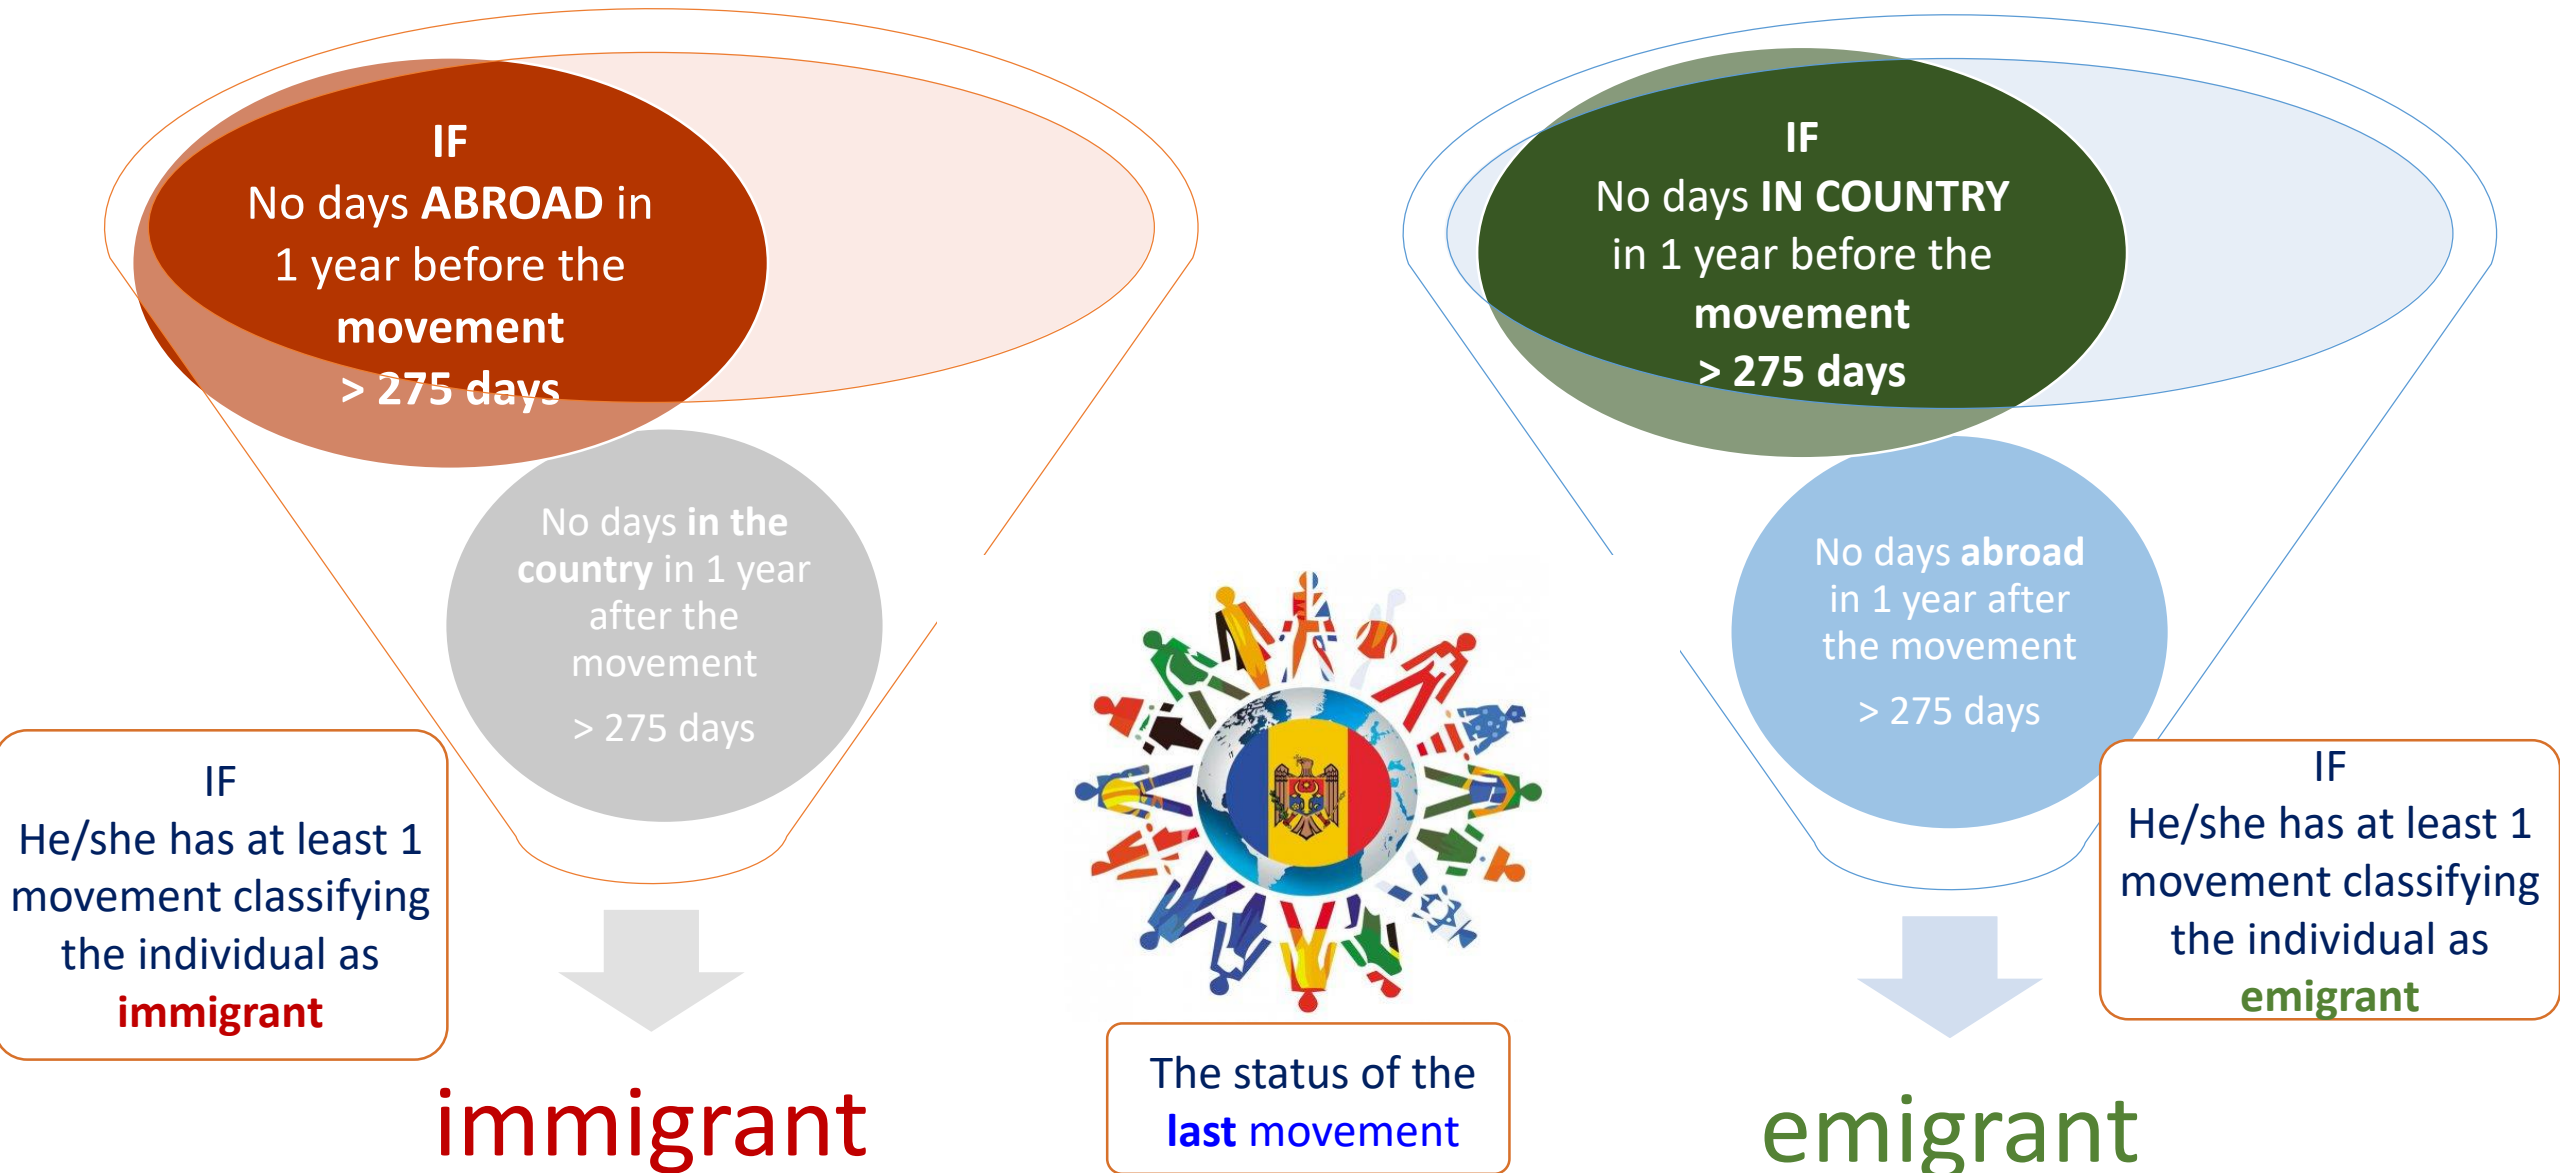 IF
No days ABROAD in
1 year before the
movement
> 275 days
No days in the
country in 1 year
after the
movement
> 275 days
IF
He/she has at least 1
movement classifying
the individual as
immigrant
immigrant
The status of the
last movement
IF
No days IN COUNTRY
in 1 year before the
movement
> 275 days
No days abroad
in 1 year after
the movement
> 275 days
IF
He/she has at least 1
movement classifying
the individual as
emigrant
emigrant